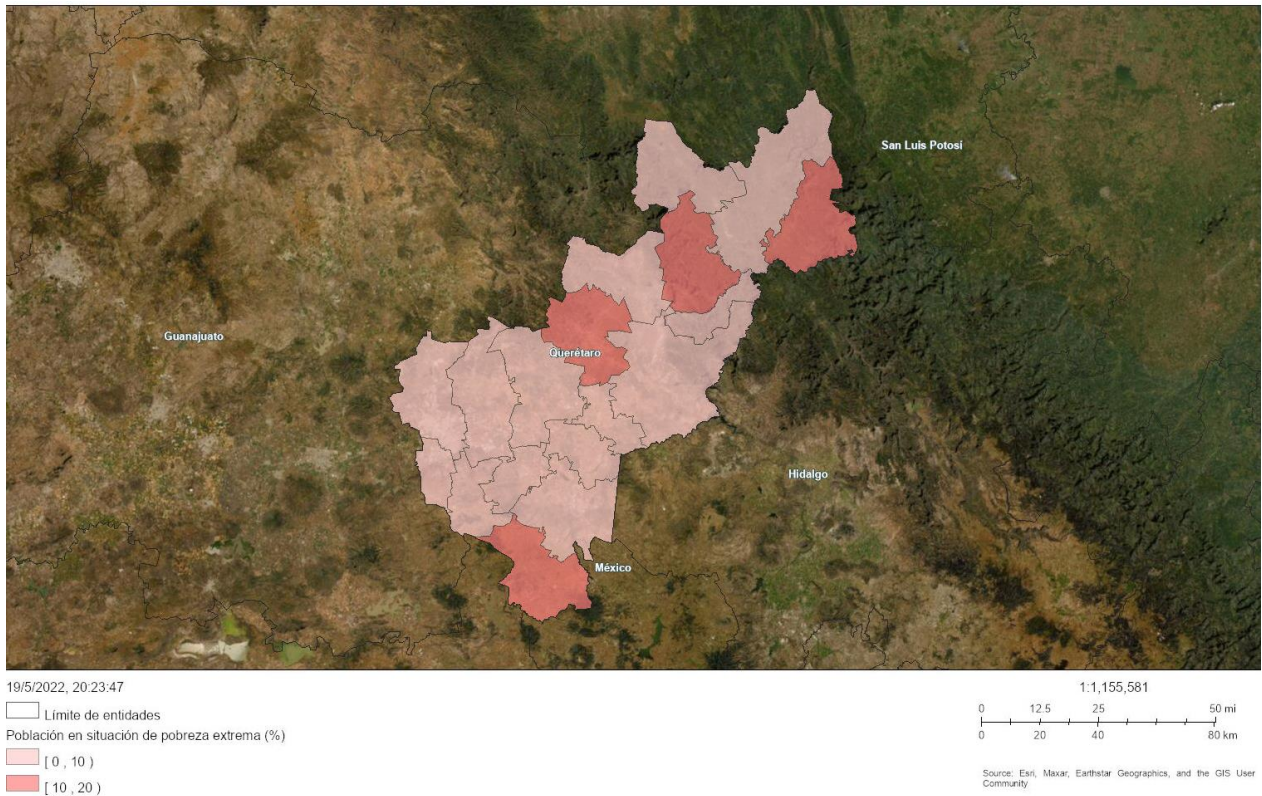 San Luis Potosí
Guanajuato
Querétaro
Hidalgo
México
19/5/2022, 20:23:47
Límite de entidades
Población en situación de pobreza extrema (%)
[ 0 , 10 )
[ 10 , 20 )
1:1,155,581
0 12.5 25 50 mi
0 20 40 80 km
Source: Esri, Maxar, Earthstar Geographics, and the GIS User
Community